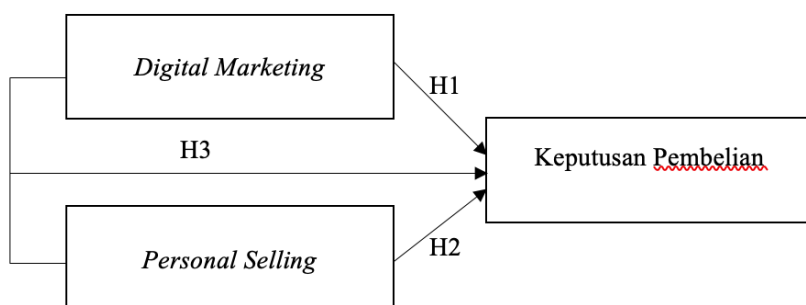 Digital Marketing
H1
H3
Keputusan Pembelian
Personal Selling
H2